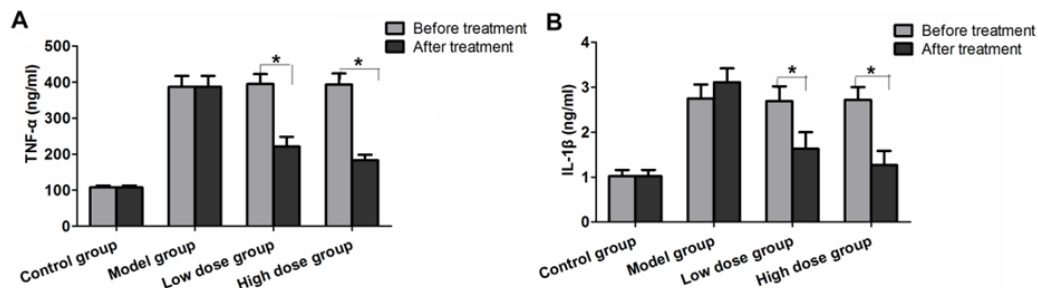 A
Before treatment
After treatment
TNF-α (ng/ml)
500
400
300
200
100
0
*
*
Control group
Model group
Low dose group
High dose group
B
Before treatment
After treatment
IL-1β (ng/ml)
4
3
2
1
0
*
*
Control group
Model group
Low dose group
High dose group